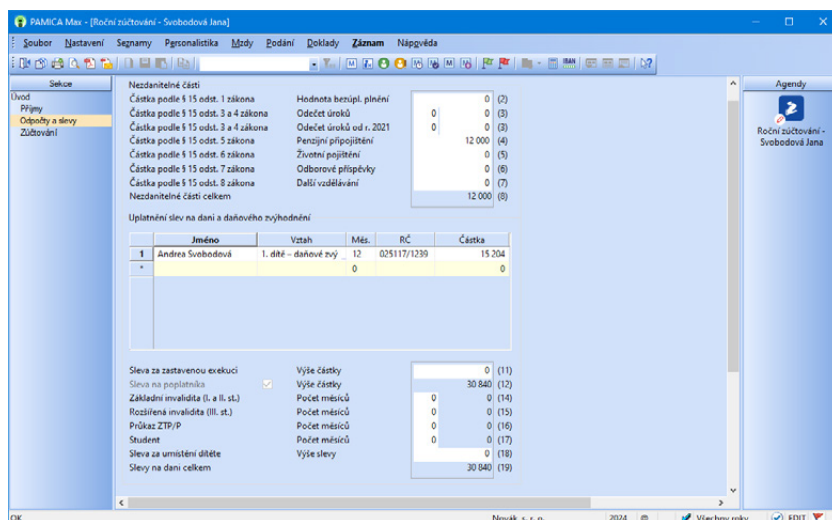 PAMICA Max - [Roční zúčtování - Svobodová Jana]
Soubor Nastavení Seznamy Personalistika Mzdy Podání Doklady Záznam Nápověda
Sekce
Agendy
Úvod
Příjmy
Odpočty a slevy
Zúčtování
Roční zúčtování -
Svobodová Jana
Nezdanitelné části
Částka podle § 15 odst. 1 zákona Hodnota bezúpl. plnění 0 (2)
Částka podle § 15 odst. 3 a 4 zákona Odečet úroků 0 0 (3)
Částka podle § 15 odst. 3 a 4 zákona Odečet úroků od r. 2021 0 0 (3)
Částka podle § 15 odst. 5 zákona Penzijní připojištění 12 000 (4)
Částka podle § 15 odst. 6 zákona Životní pojištění 0 (5)
Částka podle § 15 odst. 7 zákona Odborové příspěvky 0 (6)
Částka podle § 15 odst. 8 zákona Další vzdělávání 0 (7)
Nezdanitelné části celkem 12 000 (8)
Uplatnění slev na dani a daňového zvýhodnění
Jméno Vztah Měs. RČ Částka
1 Andrea Svobodová 1. dítě – daňové zvý 12 025117/1239 15 204
* 0 0
Sleva za zastavenou exekuci Výše částky 0 (11)
Sleva na poplatníka Výše částky 30 840 (12)
Základní invalidita (I. a II. st.) Počet měsíců 0 0 (14)
Rozšířená invalidita (III. st.) Počet měsíců 0 0 (15)
Průkaz ZTP/P Počet měsíců 0 0 (16)
Student Počet měsíců 0 0 (17)
Sleva za umístění dítěte Výše slevy 0 (18)
Slevy na dani celkem 30 840 (19)
OK Novák s. r. o. 2024 Všechny roky EDIT